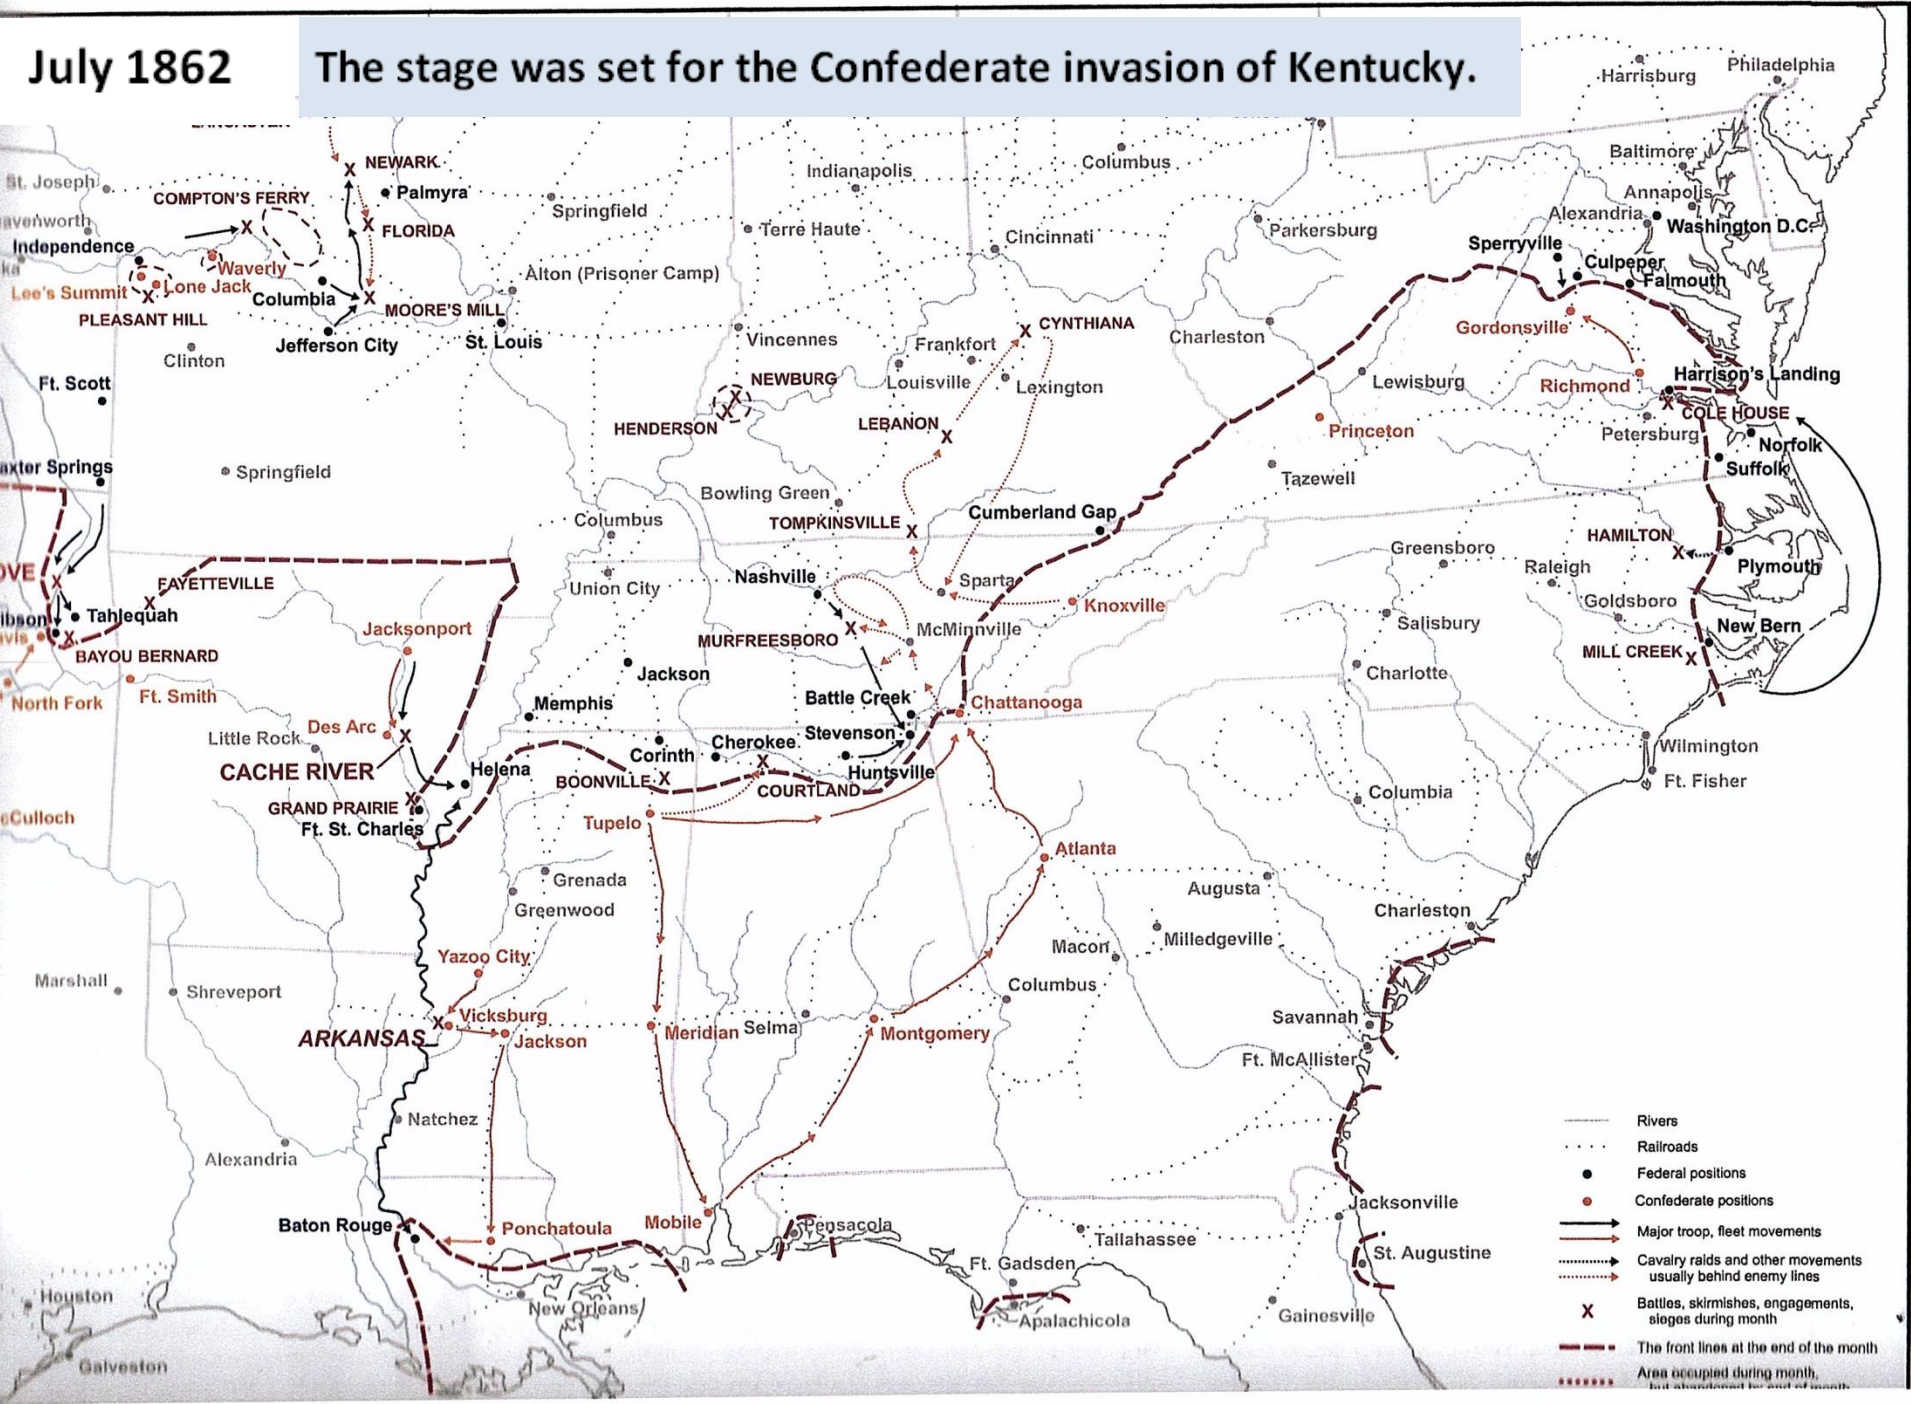 July 1862
The stage was set for the Confederate invasion of Kentucky.
Harrisburg
Philadelphia
NEWARK
St. Joseph
COMPTON'S FERRY
Palmyra
Springfield
Indianapolis
Columbus
Baltimore
Annapolis
Alexandria
Washington D.C.
FLORIDA
Terre Haute
Cincinnati
Parkersburg
Sperryville
Culpeper
Falmouth
Independence
Waverly
Lee's Summit
Lone Jack
Columbia
Alton (Prisoner Camp)
PLEASANT HILL
MOORE'S MILL
Jefferson City
St. Louis
Clinton
Vincennes
Frankfort
CYNTHIANA
Charleston
Gordonsville
Ft. Scott
NEWBURG
Louisville
Lexington
Lewisburg
Richmond
Harrison's Landing
COLE HOUSE
HENDERSON
LEBANON
Princeton
Petersburg
Norfolk
Suffolk
axter Springs
Springfield
Bowling Green
Tazewell
Columbus
TOMPKINSVILLE
Cumberland Gap
HAMILTON
Greensboro
Raleigh
Plymouth
OVE
FAYETTEVILLE
Union City
Nashville
Sparta
Knoxville
Goldsboro
ibson
Tahlequah
Jacksonport
MURFREESBORO
McMinnville
Salisbury
New Bern
BAYOU BERNARD
MILL CREEK
North Fork
Ft. Smith
Jackson
Charlotte
Memphis
Battle Creek
Chattanooga
Des Arc
Little Rock
Stevenson
Corinth
Cherokee
Wilmington
CACHE RIVER
Helena
BOONVILLE
Huntsville
COURTLAND
Ft. Fisher
GRAND PRAIRIE
Ft. St. Charles
Columbia
cCulloch
Tupelo
Atlanta
Grenada
Augusta
Greenwood
Charleston
Yazoo City
Macon
Milledgeville
Marshall
Shreveport
Columbus
Vicksburg
ARKANSAS
Jackson
Meridian
Selma
Montgomery
Savannah
Ft. McAllister
Natchez
Alexandria
Baton Rouge
Ponchatoula
Mobile
Pensacola
Tallahassee
Jacksonville
St. Augustine
Ft. Gadsden
Houston
New Orleans
Apalachicola
Gainesville
Galveston
Rivers
Railroads
Federal positions
Confederate positions
Major troop, fleet movements
Cavalry raids and other movements
usually behind enemy lines
Battles, skirmishes, engagements,
sieges during month
The front lines at the end of the month
Area occupied during month,